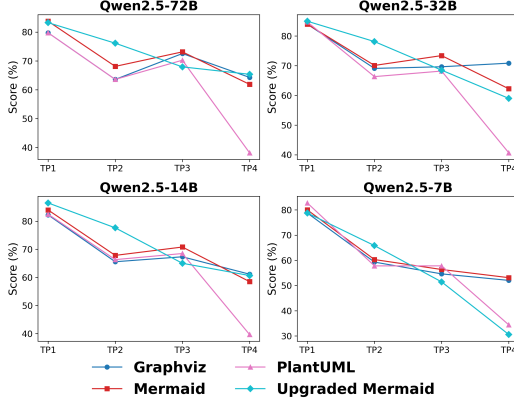 Qwen2.5-72B
Qwen2.5-32B
Score (%)
80
70
60
50
40
TP1
TP2
TP3
TP4
Score (%)
80
70
60
50
40
TP1
TP2
TP3
TP4
Qwen2.5-14B
Qwen2.5-7B
Score (%)
80
70
60
50
40
TP1
TP2
TP3
TP4
Score (%)
80
70
60
50
40
30
TP1
TP2
TP3
TP4
Graphviz
PlantUML
Mermaid
Upgraded Mermaid